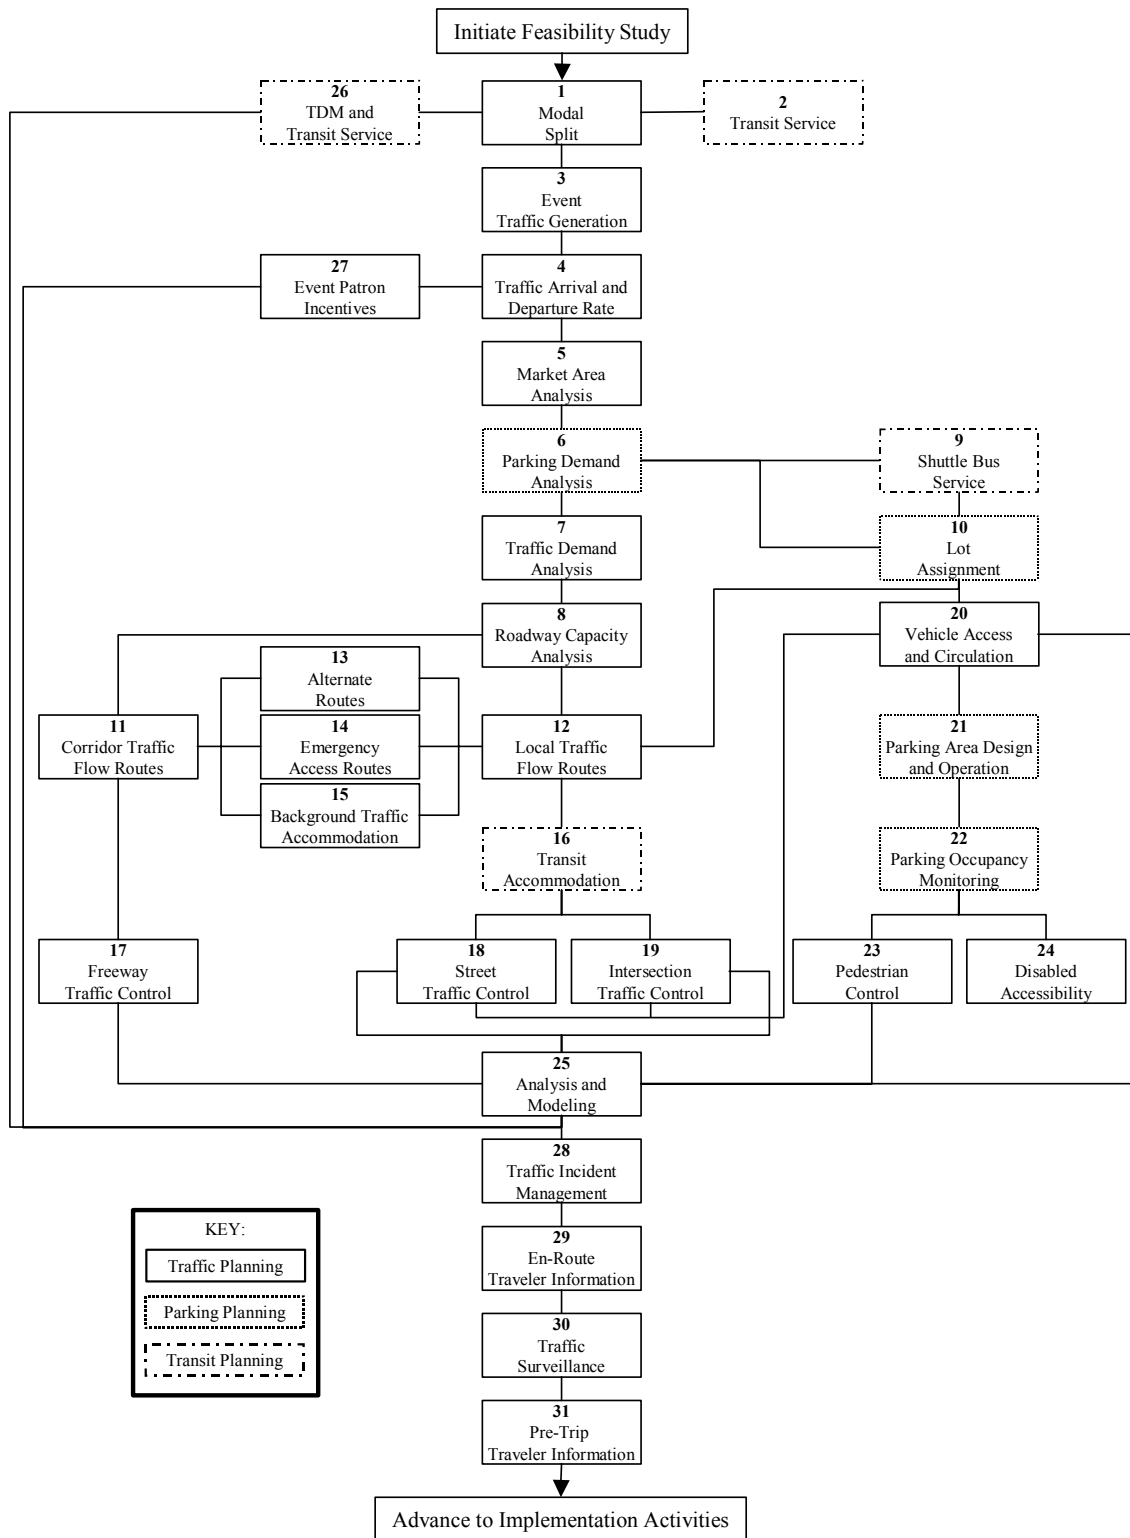 Initiate Feasibility Study
26
TDM and
Transit Service
1
Modal
Split
2
Transit Service
3
Event
Traffic Generation
27
Event Patron
Incentives
4
Traffic Arrival and
Departure Rate
5
Market Area
Analysis
6
Parking Demand
Analysis
9
Shuttle Bus
Service
7
Traffic Demand
Analysis
10
Lot
Assignment
8
Roadway Capacity
Analysis
20
Vehicle Access
and Circulation
13
Alternate
Routes
11
Corridor Traffic
Flow Routes
14
Emergency
Access Routes
12
Local Traffic
Flow Routes
21
Parking Area Design
and Operation
15
Background Traffic
Accommodation
16
Transit
Accommodation
22
Parking Occupancy
Monitoring
17
Freeway
Traffic Control
18
Street
Traffic Control
19
Intersection
Traffic Control
23
Pedestrian
Control
24
Disabled
Accessibility
25
Analysis and
Modeling
28
Traffic Incident
Management
KEY:
Traffic Planning
Parking Planning
Transit Planning
29
En-Route
Traveler Information
30
Traffic
Surveillance
31
Pre-Trip
Traveler Information
Advance to Implementation Activities